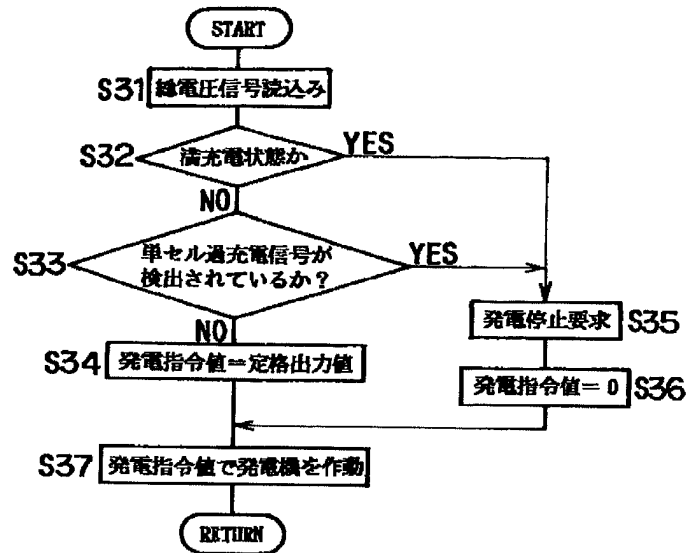 START
S31 総電圧信号読込み
S32 満充電状態か YES
NO
S33 単セル過充電信号が
検出されているか？ YES
NO
S34 発電指令値=定格出力値
発電停止要求 S35
発電指令値= 0 S36
S37 発電指令値で発電機を作動
RETURN